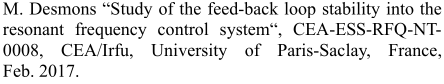 M. Desmons “Study of the feed-back loop stability into the
resonant frequency control system“, CEA-ESS-RFQ-NT-
0008, CEA/Irfu, University of Paris-Saclay, France,
Feb. 2017.